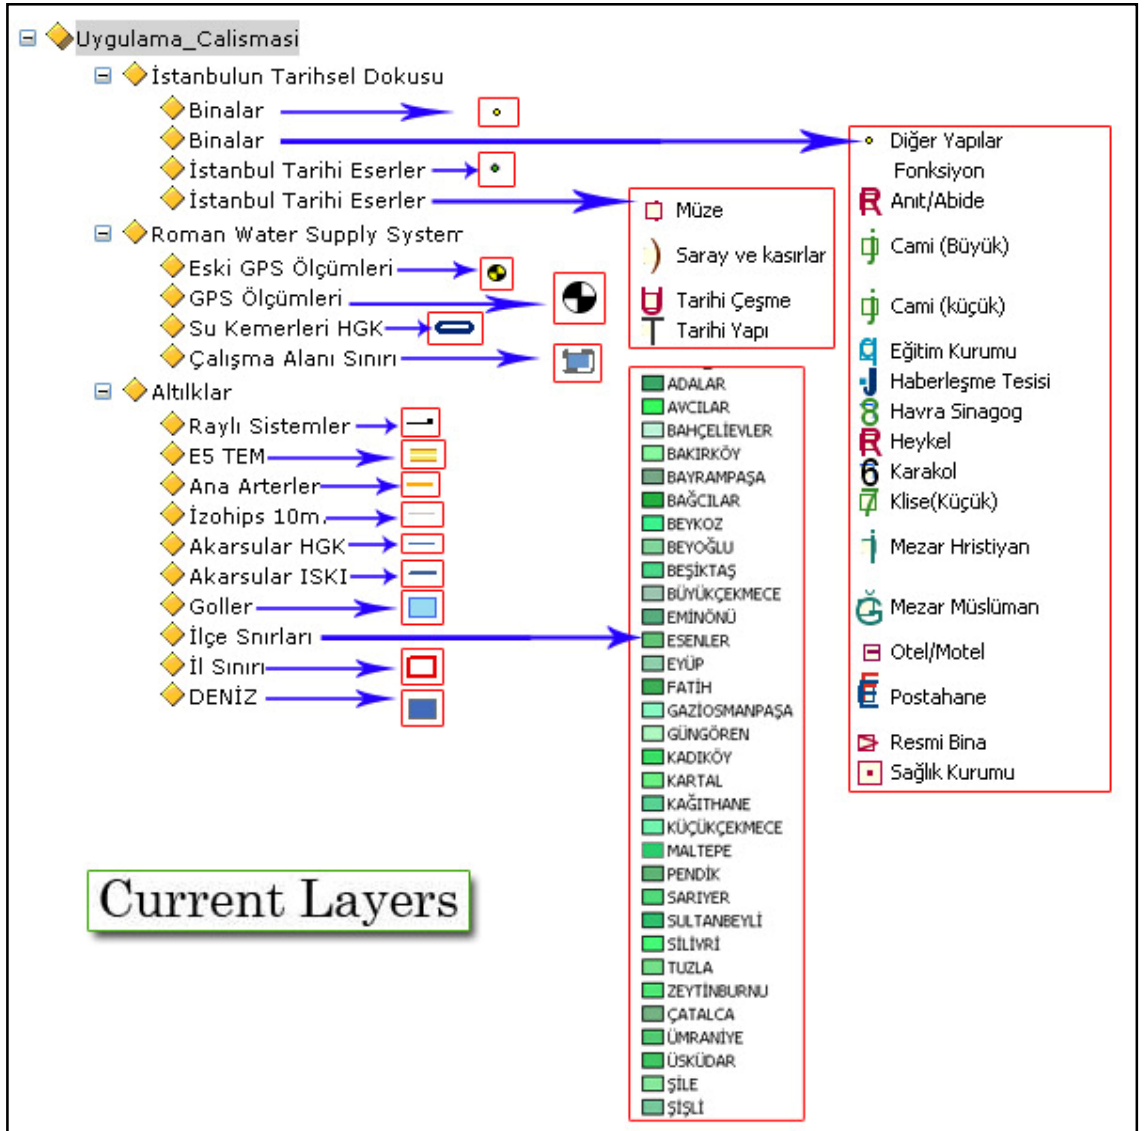 Uygulama_Calismasi
İstanbulun Tarihsel Dokusu
Binalar
Binalar
İstanbul Tarihi Eserler
İstanbul Tarihi Eserler
Roman Water Supply System
Eski GPS Ölçümleri
GPS Ölçümleri
Su Kemerleri HGK
Çalışma Alanı Sınırı
Altılklar
Raylı Sistemler
E5 TEM
Ana Arterler
İzohips 10m.
Akarsular HGK
Akarsular ISKI
Goller
İlçe Snırları
İl Sınırı
DENİZ
Müze
Saray ve kasırlar
Tarihi Çeşme
Tarihi Yapı
ADALAR
AVCILAR
BAHÇELİEVLER
BAKIRKÖY
BAYRAMPAŞA
BAĞCILAR
BEYKOZ
BEYOĞLU
BEŞİKTAŞ
BÜYÜKÇEKMECE
EMİNÖNÜ
ESENLER
EYÜP
FATİH
GAZİOSMANPAŞA
GÜNGÖREN
KADIKÖY
KARTAL
KAĞITHANE
KÜÇÜKÇEKMECE
MALTEPE
PENDİK
SARIYER
SULTANBEYLİ
SİLİVRİ
TUZLA
ZEYTİNBURNU
ÇATALCA
ÜMRANİYE
ÜSKÜDAR
ŞİLE
ŞİŞLİ
Diğer Yapılar
Fonksiyon
Anıt/Abide
Cami (Büyük)
Cami (küçük)
Eğitim Kurumu
Haberleşme Tesisi
Havra Sinagog
Heykel
Karakol
Klise(Küçük)
Mezar Hristiyan
Mezar Müslüman
Otel/Motel
Postahane
Resmi Bina
Sağlık Kurumu
Current Layers